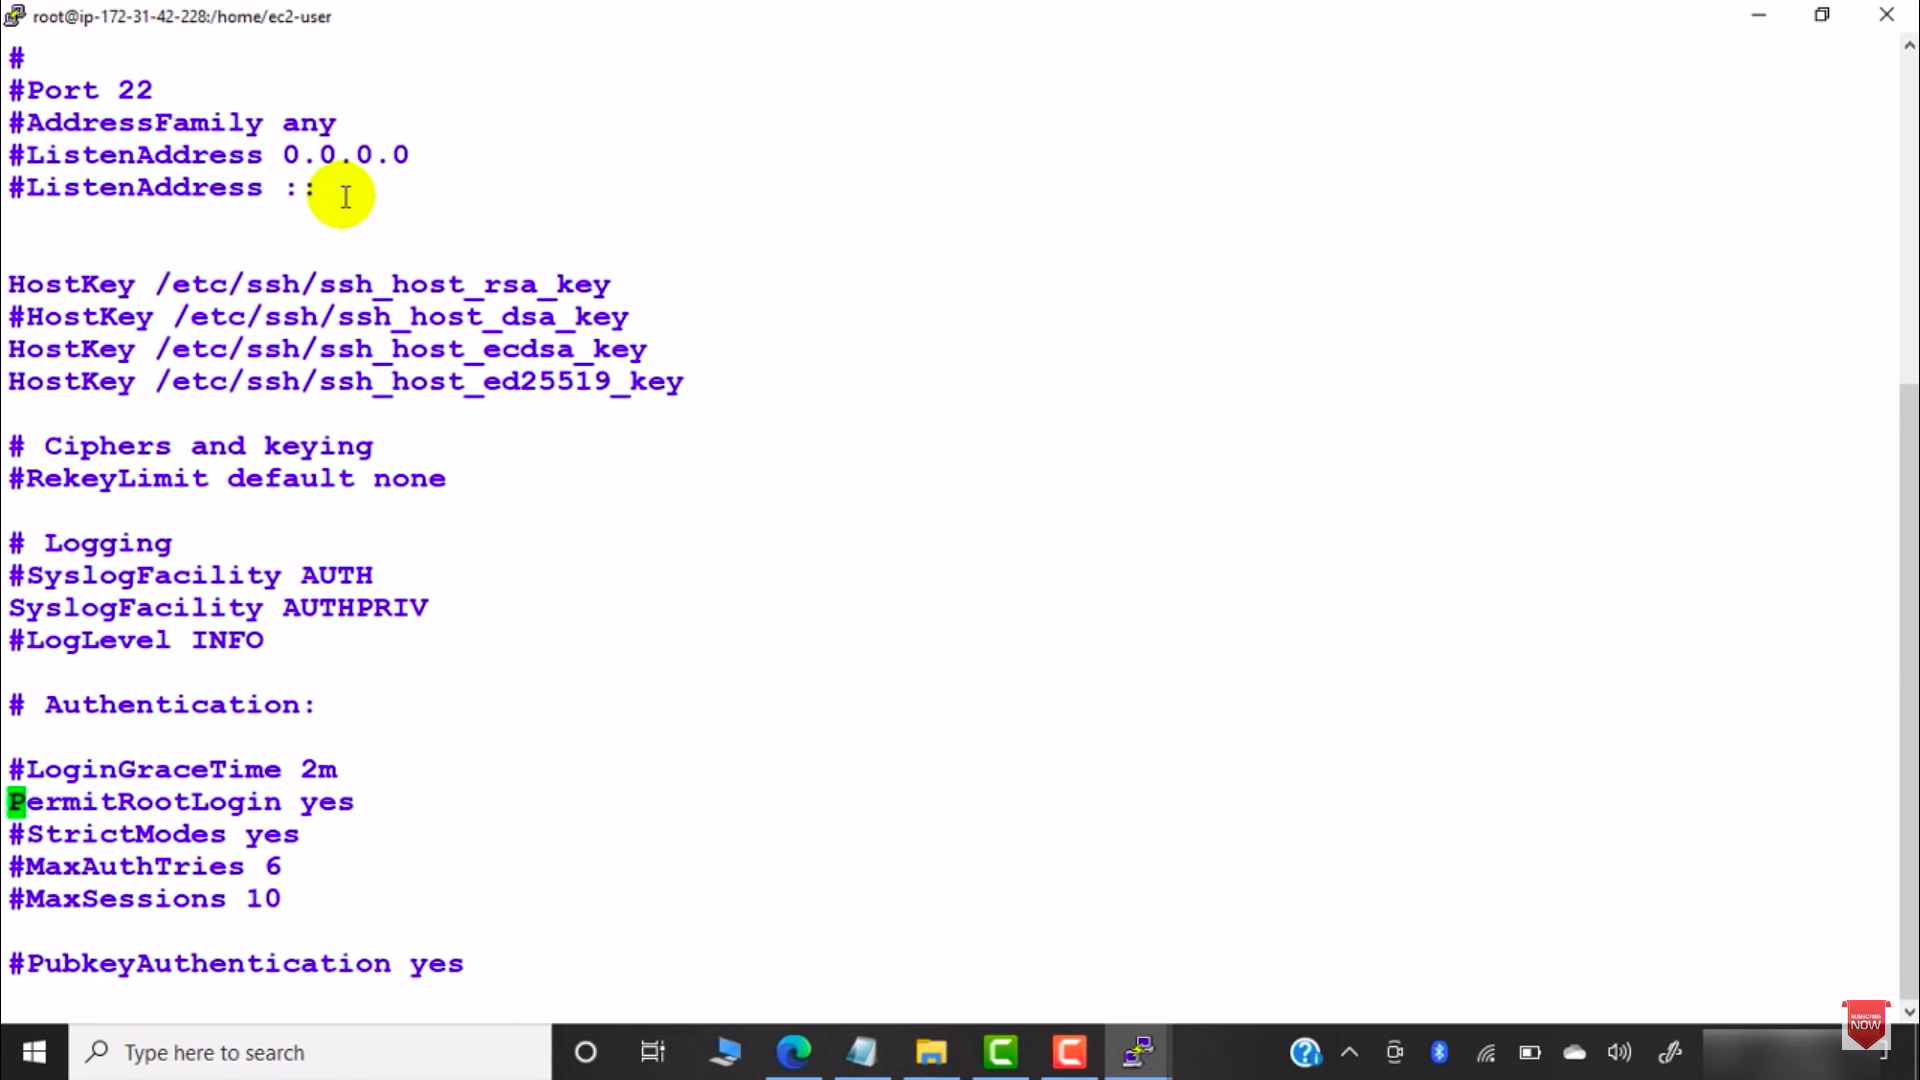 root@ip-172-31-42-228:/home/ec2-user
#
#Port 22
#AddressFamily any
#ListenAddress 0.0.0.0
#ListenAddress ::
HostKey /etc/ssh/ssh_host_rsa_key
#HostKey /etc/ssh/ssh_host_dsa_key
HostKey /etc/ssh/ssh_host_ecdsa_key
HostKey /etc/ssh/ssh_host_ed25519_key
# Ciphers and keying
#RekeyLimit default none
# Logging
#SyslogFacility AUTH
SyslogFacility AUTHPRIV
#LogLevel INFO
# Authentication:
#LoginGraceTime 2m
PermitRootLogin yes
#StrictModes yes
#MaxAuthTries 6
#MaxSessions 10
#PubkeyAuthentication yes
SUBSCRIBE
NOW
Type here to search